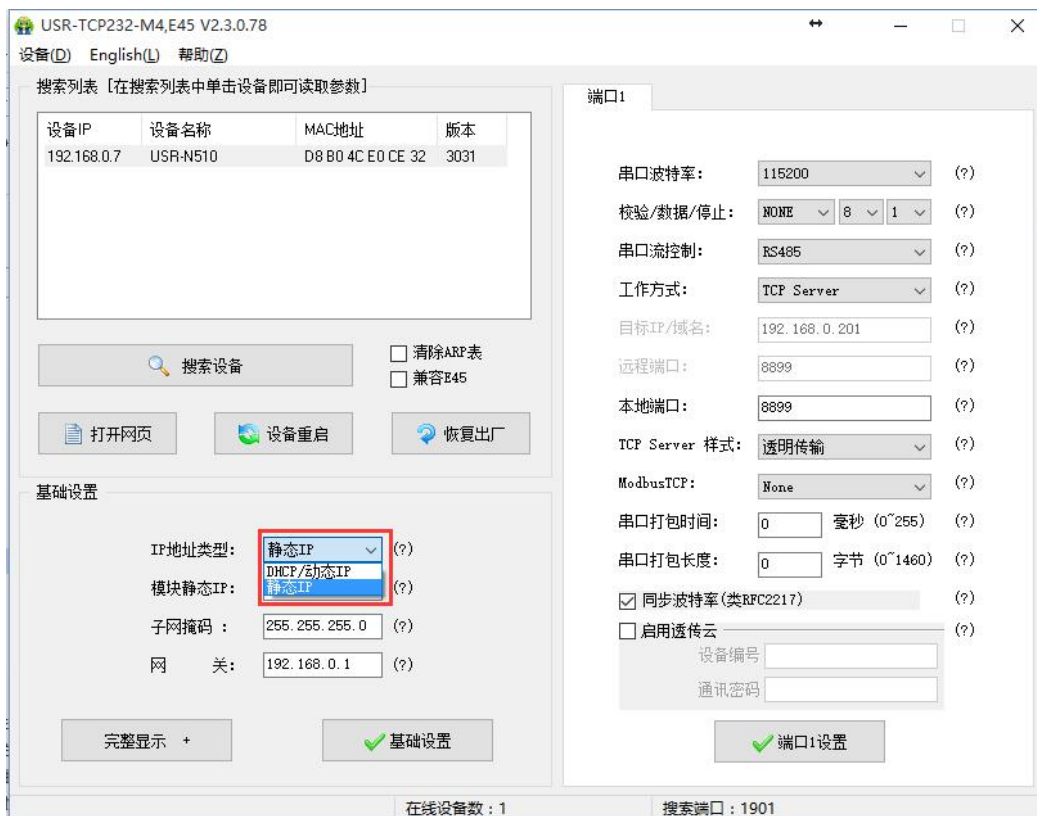 USR-TCP232-M4,E45 V2.3.0.78
设备(D) English(L) 帮助(Z)
搜索列表 [在搜索列表中单击设备即可读取参数]
设备IP 设备名称 MAC地址 版本
192.168.0.7 USR-N510 D8 B0 4C E0 CE 32 3031
搜索设备
清除ARP表
兼容E45
打开网页 设备重启 恢复出厂
基础设置
IP地址类型: 静态IP (?)
DHCP/动态IP
静态IP
模块静态IP: (?)
子网掩码 : 255.255.255.0 (?)
网 关: 192.168.0.1 (?)
完整显示 + 基础设置
端口1
串口波特率: 115200 (?)
校验/数据/停止: NONE 8 1 (?)
串口流控制: RS485 (?)
工作方式: TCP Server (?)
目标IP/域名: 192.168.0.201 (?)
远程端口: 8899 (?)
本地端口: 8899 (?)
TCP Server 样式: 透明传输 (?)
ModbusTCP: None (?)
串口打包时间: 0 毫秒 (0~255) (?)
串口打包长度: 0 字节 (0~1460) (?)
同步波特率(类RFC2217) (?)
启用透传云 (?)
设备编号
通讯密码
端口1设置
在线设备数:1 搜索端口:1901